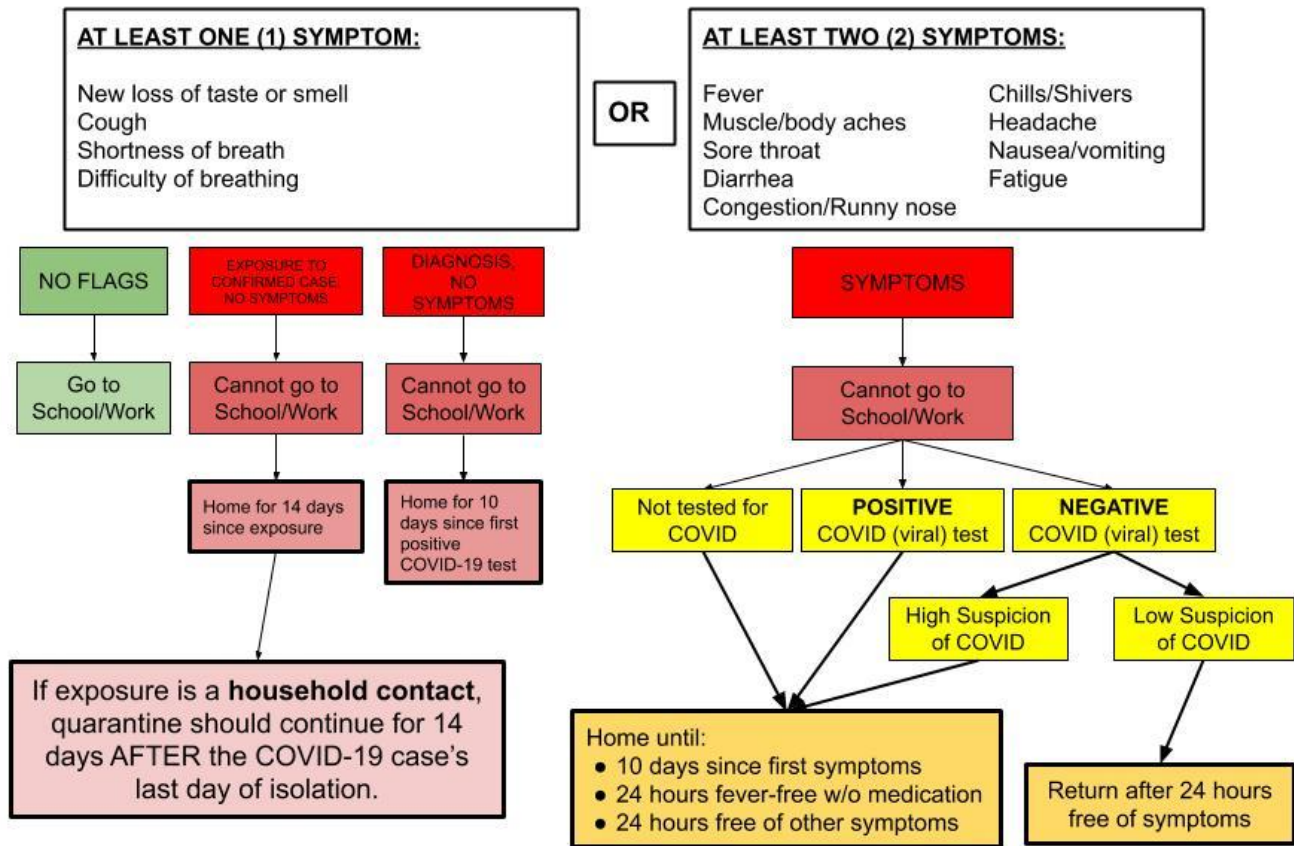 AT LEAST ONE (1) SYMPTOM:
New loss of taste or smell
Cough
Shortness of breath
Difficulty of breathing
OR
AT LEAST TWO (2) SYMPTOMS:
Fever
Muscle/body aches
Sore throat
Diarrhea
Congestion/Runny nose
Chills/Shivers
Headache
Nausea/vomiting
Fatigue
NO FLAGS
Go to
School/Work
EXPOSURE TO
CONFIRMED CASE,
NO SYMPTOMS
Cannot go to
School/Work
Home for 14 days
since exposure
If exposure is a household contact,
quarantine should continue for 14
days AFTER the COVID-19 case's
last day of isolation.
DIAGNOSIS,
NO
SYMPTOMS
Cannot go to
School/Work
Home for 10
days since first
positive
COVID-19 test
SYMPTOMS
Cannot go to
School/Work
Not tested for
COVID
POSITIVE
COVID (viral) test
NEGATIVE
COVID (viral) test
High Suspicion
of COVID
Low Suspicion
of COVID
Home until:
● 10 days since first symptoms
● 24 hours fever-free w/o medication
● 24 hours free of other symptoms
Return after 24 hours
free of symptoms